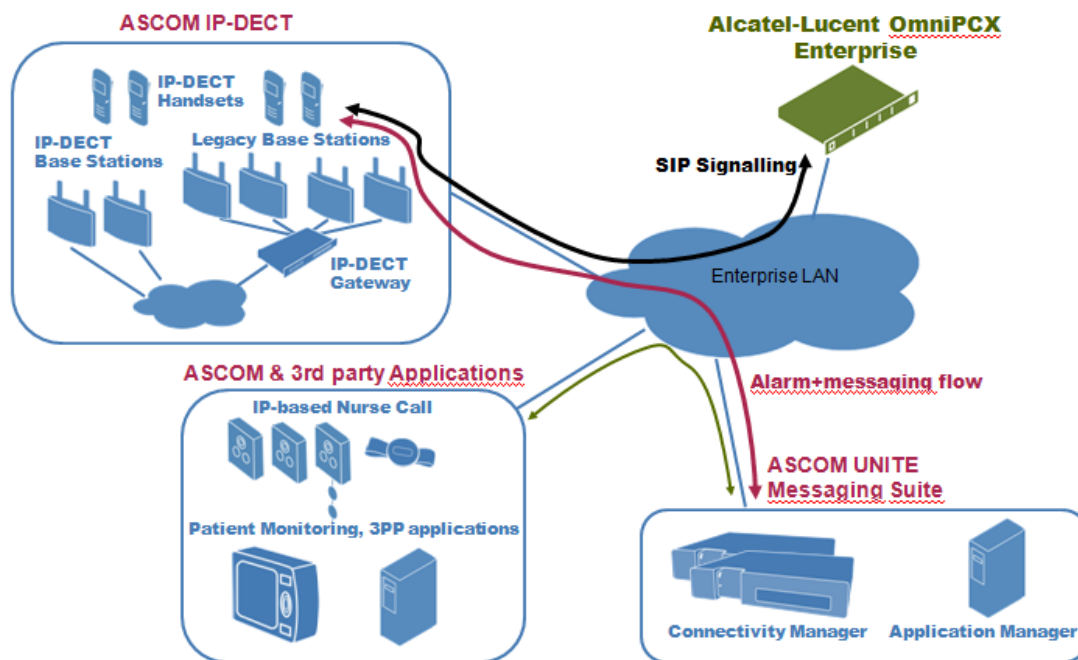 ASCOM IP-DECT
Alcatel-Lucent OmniPCX
Enterprise
IP-DECT
Handsets
IP-DECT
Base Stations
Legacy Base Stations
SIP Signalling
IP-DECT
Gateway
Enterprise LAN
ASCOM & 3rd party Applications
Alarm+messaging flow
IP-based Nurse Call
ASCOM UNITE
Messaging Suite
Patient Monitoring, 3PP applications
Connectivity Manager
Application Manager